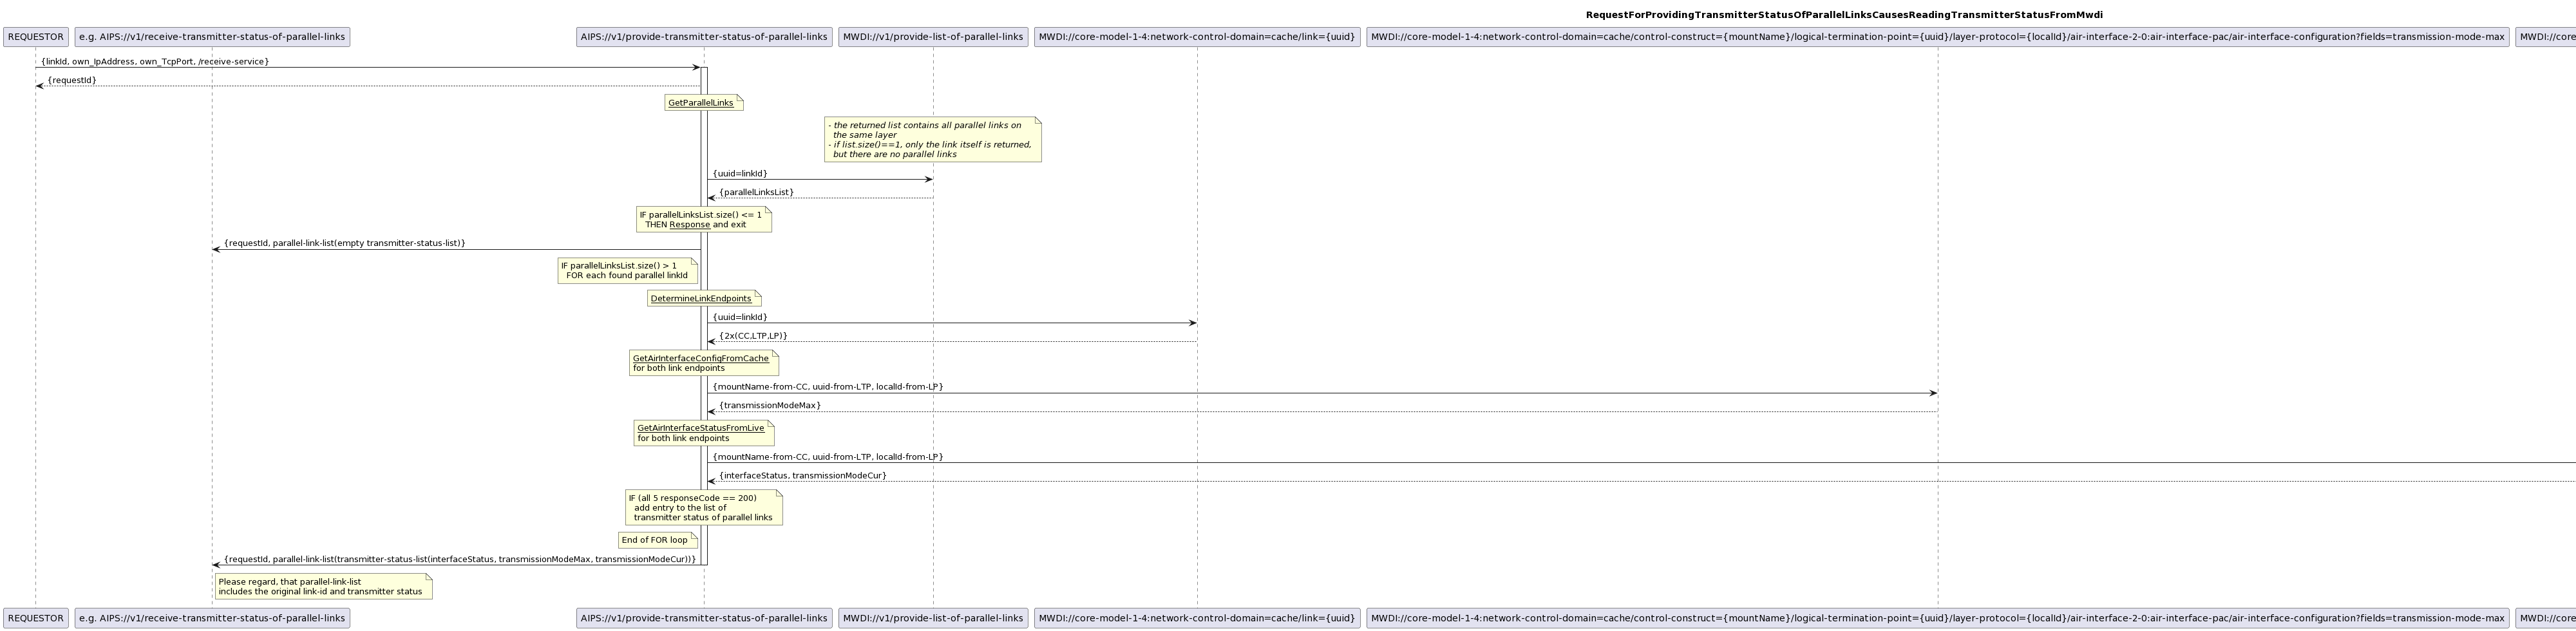 RequestForProvidingTransmitterStatusOfParallelLinksCausesReadingTransmitterStatusFromMwdi
REQUESTOR
e.g. AIPS://v1/receive-transmitter-status-of-parallel-links
AIPS://v1/provide-transmitter-status-of-parallel-links
MWDI://v1/provide-list-of-parallel-links
MWDI://core-model-1-4:network-control-domain=cache/link={uuid}
MWDI://core-model-1-4:network-control-domain=cache/control-construct={mountName}/logical-termination-point={uuid}/layer-protocol={localId}/air-interface-2-0:air-interface-pac/air-interface-configuration?fields=transmission-mode-max
MWDI://core
{linkId, own_IpAddress, own_TcpPort, /receive-service}
{requestId}
GetParallelLinks
- the returned list contains all parallel links on
the same layer
- if list.size()==1, only the link itself is returned,
but there are no parallel links
{uuid=linkId}
{parallelLinksList}
IF parallelLinksList.size() <= 1
THEN Response and exit
{requestId, parallel-link-list(empty transmitter-status-list)}
IF parallelLinksList.size() > 1
FOR each found parallel linkId
DetermineLinkEndpoints
{uuid=linkId}
{2x(CC,LTP,LP)}
GetAirInterfaceConfigFromCache
for both link endpoints
{mountName-from-CC, uuid-from-LTP, localId-from-LP}
{transmissionModeMax}
GetAirInterfaceStatusFromLive
for both link endpoints
{mountName-from-CC, uuid-from-LTP, localId-from-LP}
{interfaceStatus, transmissionModeCur}
IF (all 5 responseCode == 200)
add entry to the list of
transmitter status of parallel links
End of FOR loop
{requestId, parallel-link-list(transmitter-status-list(interfaceStatus, transmissionModeMax, transmissionModeCur))}
Please regard, that parallel-link-list
includes the original link-id and transmitter status
REQUESTOR
e.g. AIPS://v1/receive-transmitter-status-of-parallel-links
AIPS://v1/provide-transmitter-status-of-parallel-links
MWDI://v1/provide-list-of-parallel-links
MWDI://core-model-1-4:network-control-domain=cache/link={uuid}
MWDI://core-model-1-4:network-control-domain=cache/control-construct={mountName}/logical-termination-point={uuid}/layer-protocol={localId}/air-interface-2-0:air-interface-pac/air-interface-configuration?fields=transmission-mode-max
MWDI://core